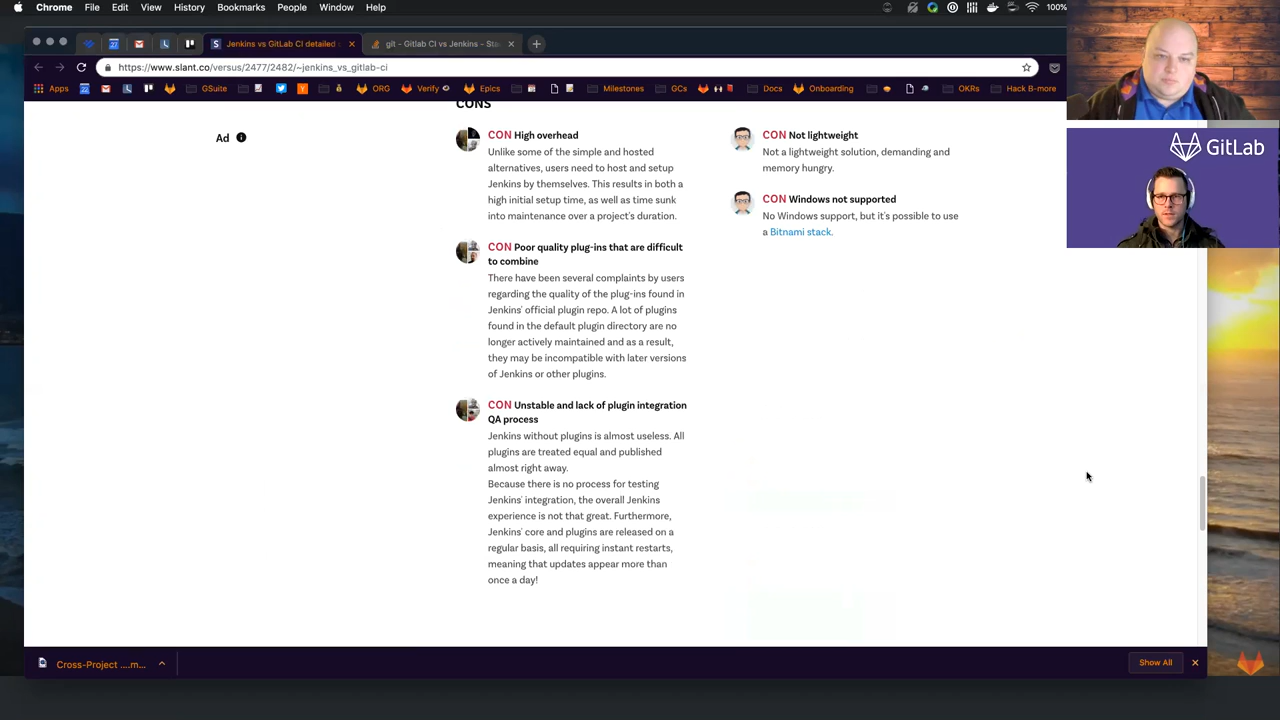 Chrome File Edit View History Bookmarks People Window Help
100%
Jenkins vs GitLab CI detailed
git - Gitlab CI vs Jenkins - Sta
https://www.slant.co/versus/2477/2482/~jenkins_vs_gitlab-ci
Apps GSuite ORG Verify Epics Milestones GCs Docs Onboarding OKRs Hack B-more
GitLab
CONS
Ad
CON High overhead
Unlike some of the simple and hosted
alternatives, users need to host and setup
Jenkins by themselves. This results in both a
high initial setup time, as well as time sunk
into maintenance over a project's duration.
CON Poor quality plug-ins that are difficult
to combine
There have been several complaints by users
regarding the quality of the plug-ins found in
Jenkins' official plugin repo. A lot of plugins
found in the default plugin directory are no
longer actively maintained and as a result,
they may be incompatible with later versions
of Jenkins or other plugins.
CON Unstable and lack of plugin integration
QA process
Jenkins without plugins is almost useless. All
plugins are treated equal and published
almost right away.
Because there is no process for testing
Jenkins' integration, the overall Jenkins
experience is not that great. Furthermore,
Jenkins' core and plugins are released on a
regular basis, all requiring instant restarts,
meaning that updates appear more than
once a day!
CON Not lightweight
Not a lightweight solution, demanding and
memory hungry.
CON Windows not supported
No Windows support, but it's possible to use
a Bitnami stack.
Cross-Project ....m...
Show All